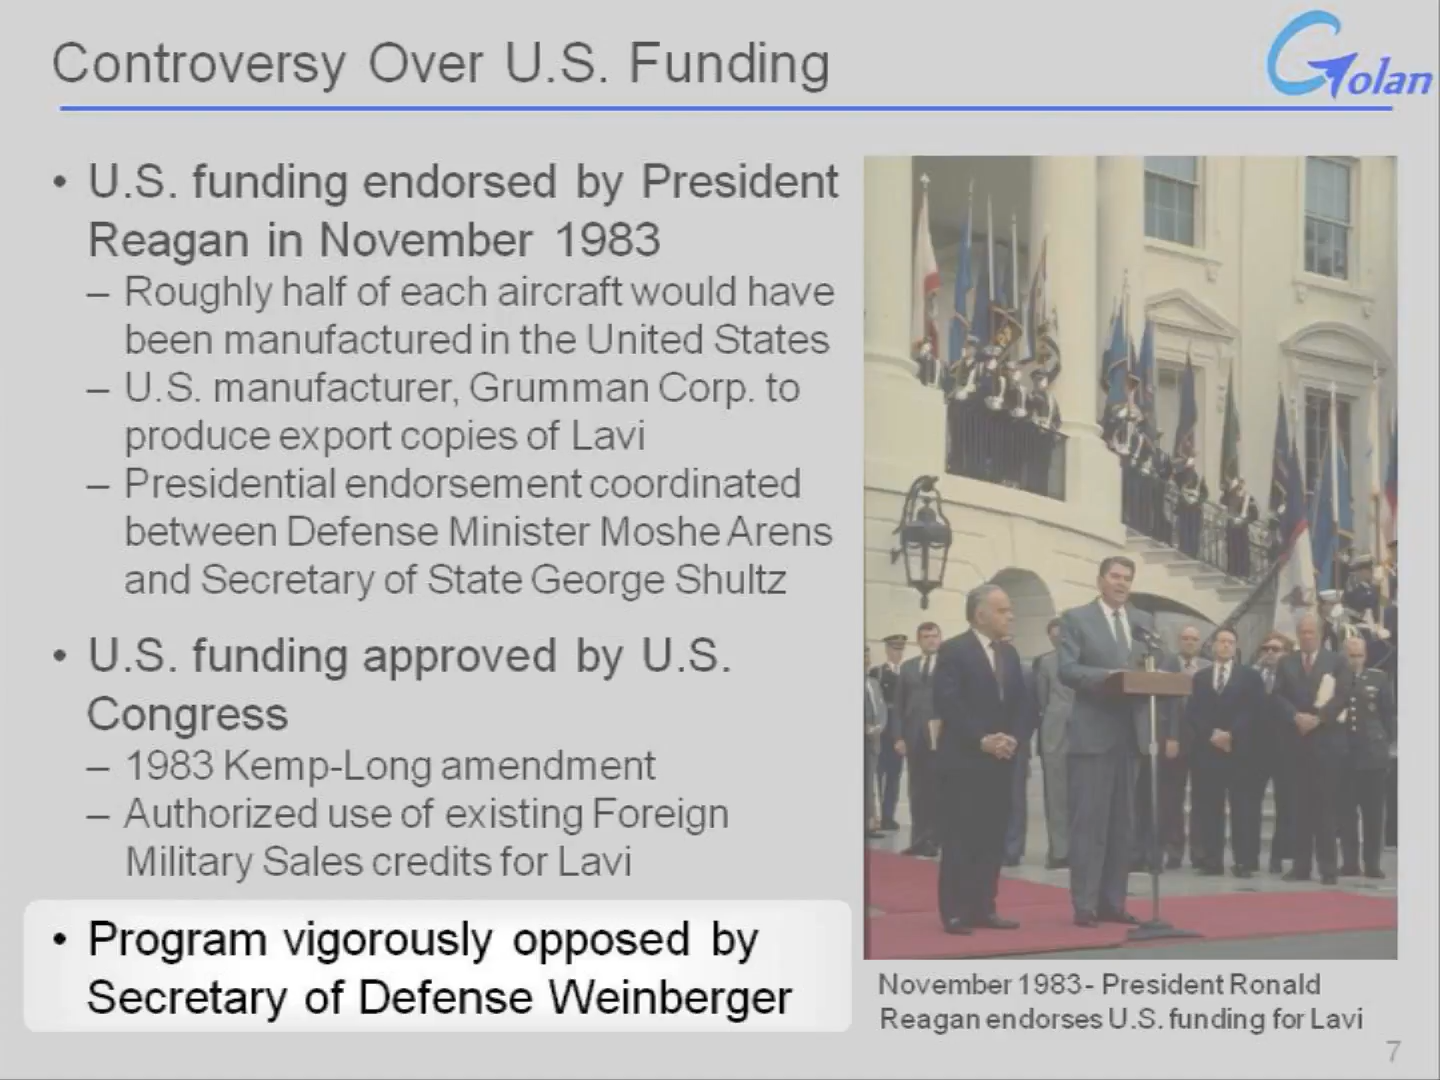 Controversy Over U.S. Funding
Golan
• U.S. funding endorsed by President
Reagan in November 1983
– Roughly half of each aircraft would have
been manufactured in the United States
– U.S. manufacturer, Grumman Corp. to
produce export copies of Lavi
– Presidential endorsement coordinated
between Defense Minister Moshe Arens
and Secretary of State George Shultz
• U.S. funding approved by U.S.
Congress
– 1983 Kemp-Long amendment
– Authorized use of existing Foreign
Military Sales credits for Lavi
• Program vigorously opposed by
Secretary of Defense Weinberger
November 1983- President Ronald
Reagan endorses U.S. funding for Lavi
7